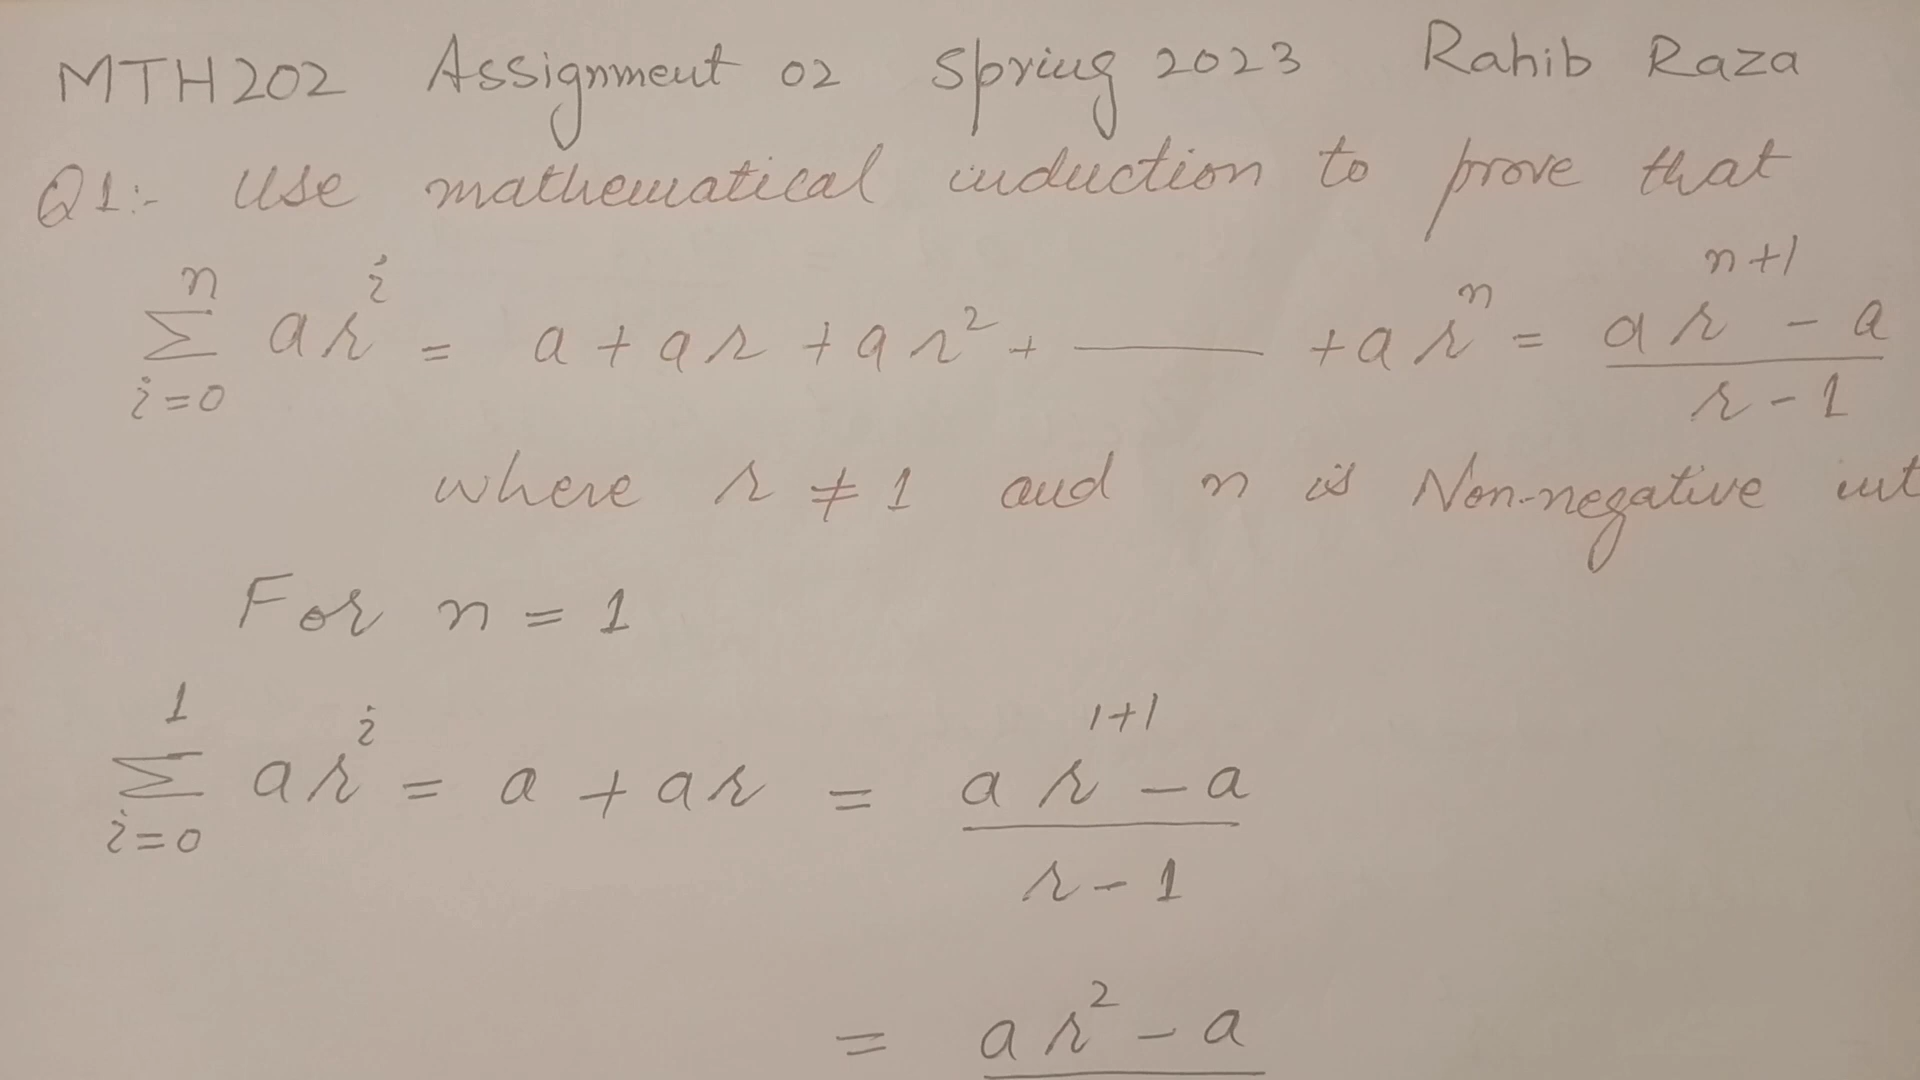 MTH202 Assignment 02 Spring 2023 Rahib Raza
Q1:- Use mathematical induction to prove that
n
∑ ar^i = a + ar + ar² + ——— + ar^n = (ar^(n+1) - a)/(r - 1)
i=0
where r ≠ 1 and n is Non-negative int
For n = 1
1
∑ ar^i = a + ar = (ar^(1+1) - a)/(r - 1)
i=0
= ar² - a